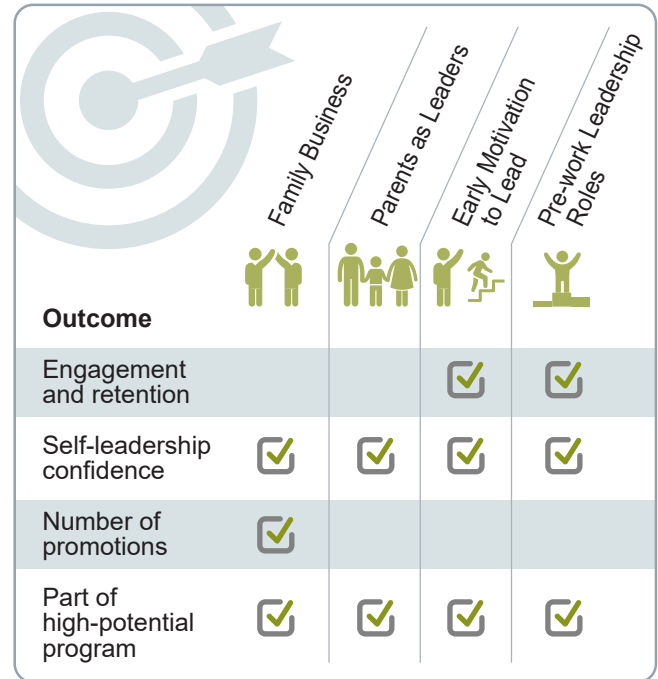 Family Business
Parents as Leaders
Early Motivation
to Lead
Pre-work Leadership
Roles
Outcome
Engagement
and retention
Self-leadership
confidence
Number of
promotions
Part of
high-potential
program